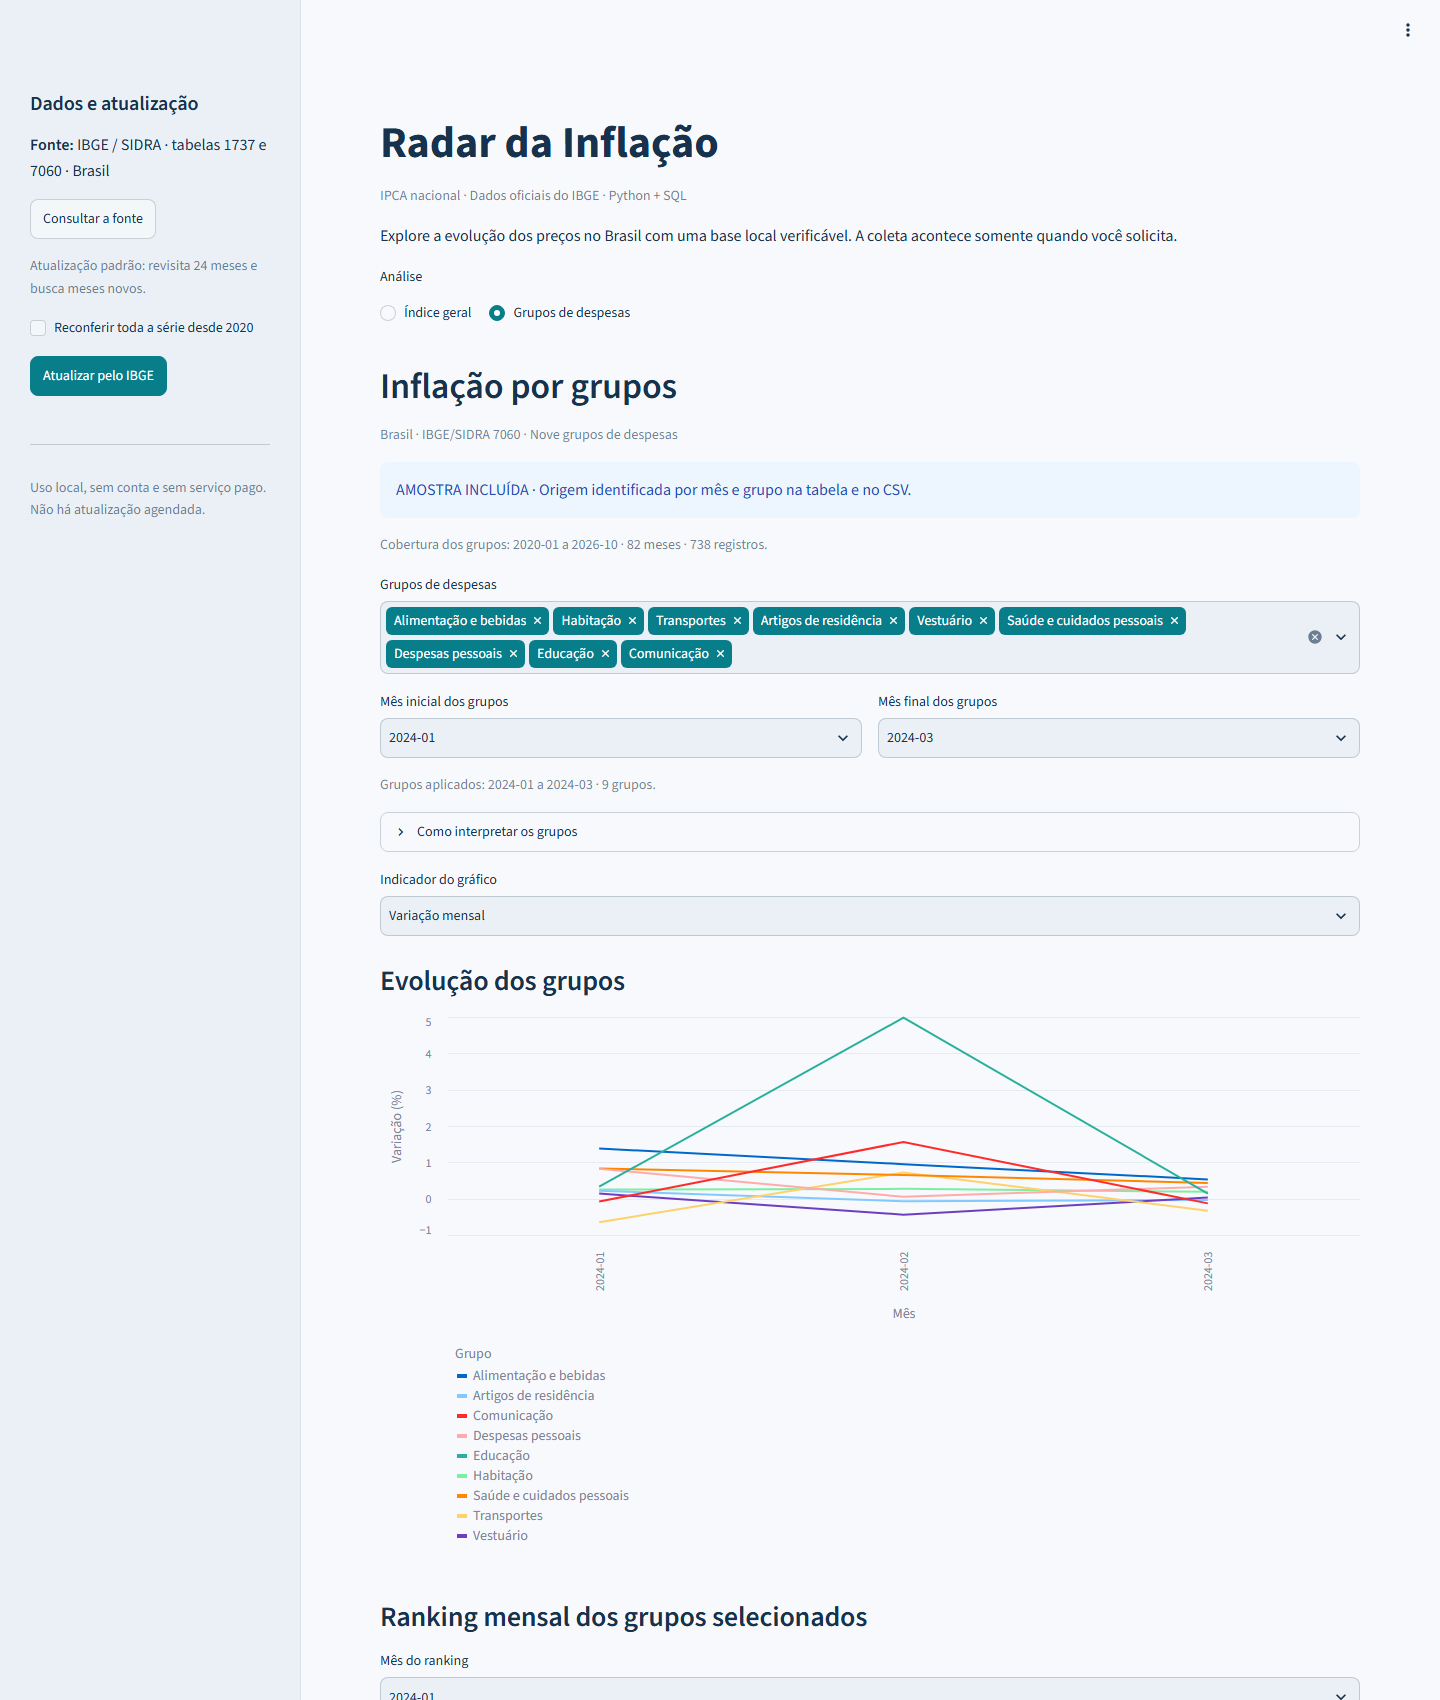 Dados e atualização
Fonte: IBGE / SIDRA · tabelas 1737 e
7060 · Brasil
Consultar a fonte
Atualização padrão: revisita 24 meses e
busca meses novos.
Reconferir toda a série desde 2020
Atualizar pelo IBGE
Uso local, sem conta e sem serviço pago.
Não há atualização agendada.
Radar da Inflação
IPCA nacional · Dados oficiais do IBGE · Python + SQL
Explore a evolução dos preços no Brasil com uma base local verificável. A coleta acontece somente quando você solicita.
Análise
Índice geral
Grupos de despesas
Inflação por grupos
Brasil · IBGE/SIDRA 7060 · Nove grupos de despesas
AMOSTRA INCLUÍDA · Origem identificada por mês e grupo na tabela e no CSV.
Cobertura dos grupos: 2020-01 a 2026-10 · 82 meses · 738 registros.
Grupos de despesas
Alimentação e bebidas × Habitação × Transportes × Artigos de residência × Vestuário × Saúde e cuidados pessoais ×
Despesas pessoais × Educação × Comunicação ×
Mês inicial dos grupos
2024-01
Mês final dos grupos
2024-03
Grupos aplicados: 2024-01 a 2024-03 · 9 grupos.
Como interpretar os grupos
Indicador do gráfico
Variação mensal
Evolução dos grupos
Variação (%)
5
4
3
2
1
0
−1
2024-01
2024-02
2024-03
Mês
Grupo
Alimentação e bebidas
Artigos de residência
Comunicação
Despesas pessoais
Educação
Habitação
Saúde e cuidados pessoais
Transportes
Vestuário
Ranking mensal dos grupos selecionados
Mês do ranking
2024-01